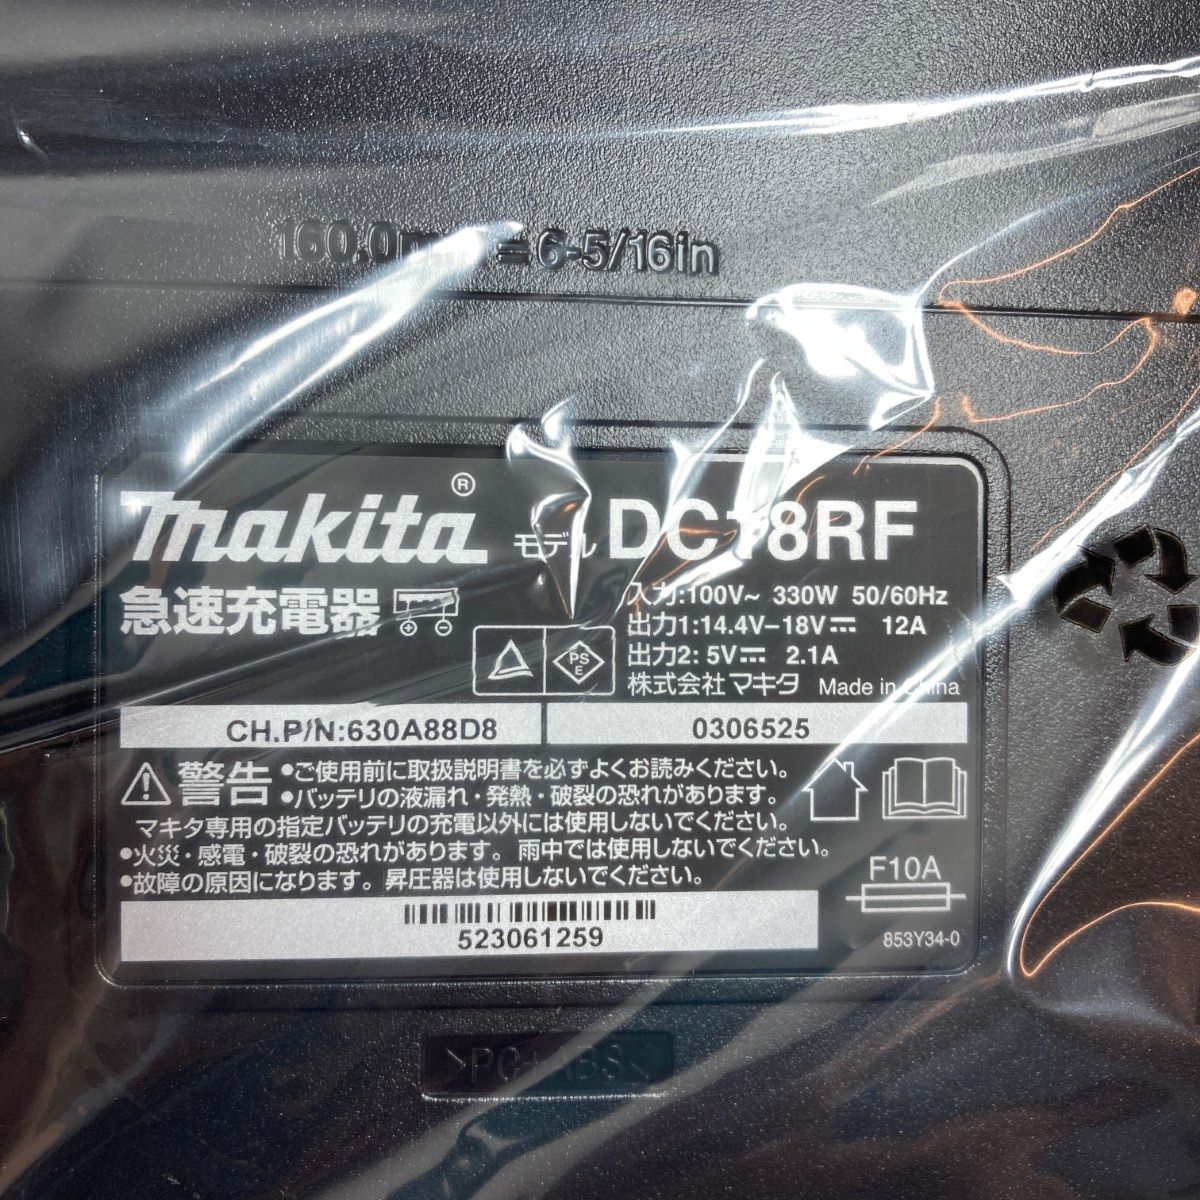 160.0mm = 6-5/16in
makita® モデル DC18RF
急速充電器
入力:100V~ 330W 50/60Hz
出力1:14.4V-18V⎓ 12A
出力2: 5V⎓ 2.1A
PS
E
株式会社マキタ Made in China
CH.P/N:630A88D8 0306525
警告 •ご使用前に取扱説明書を必ずよくお読みください。
•バッテリの液漏れ・発熱・破裂の恐れがあります。
マキタ専用の指定バッテリの充電以外には使用しないでください。
•火災・感電・破裂の恐れがあります。雨中では使用しないでください。
•故障の原因になります。昇圧器は使用しないでください。
F10A
523061259
853Y34-0
>PC+ABS<